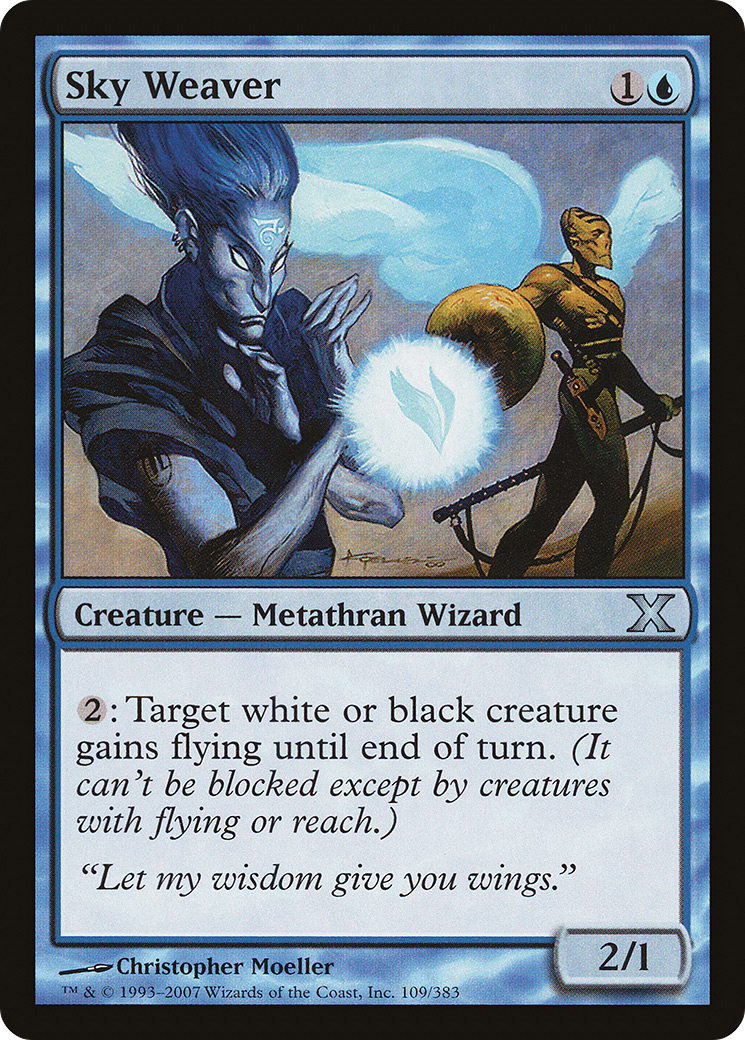 Sky Weaver 1
Creature — Metathran Wizard
2: Target white or black creature
gains flying until end of turn. (It
can't be blocked except by creatures
with flying or reach.)
“Let my wisdom give you wings.”
2/1
Christopher Moeller
™ & © 1993–2007 Wizards of the Coast, Inc. 109/383